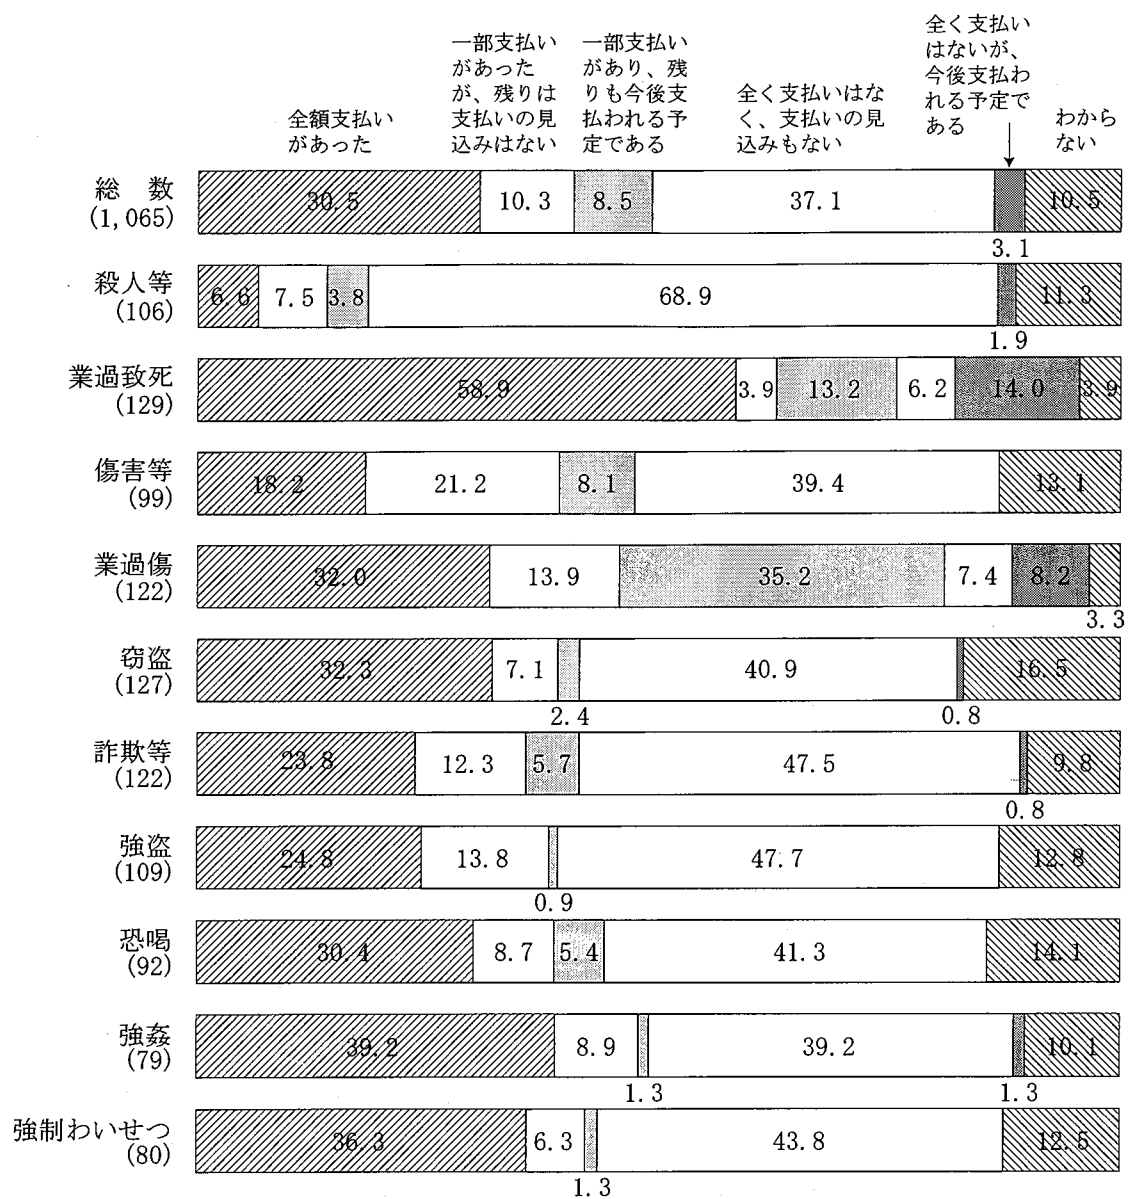 全額支払い
があった
一部支払い
があった
が、残りは
支払いの見
込みはない
一部支払い
があり、残
りも今後支
払われる予
定である
全く支払いはな
く、支払いの見
込みもない
全く支払い
はないが、
今後支払わ
れる予定で
ある
わから
ない
総 数
(1,065)
30.5 10.3 8.5 37.1 10.5
3.1
殺人等
(106)
6.6 7.5 3.8 68.9 11.3
1.9
業過致死
(129)
58.9 3.9 13.2 6.2 14.0 3.9
傷害等
(99)
18.2 21.2 8.1 39.4 13.1
業過傷
(122)
32.0 13.9 35.2 7.4 8.2
3.3
窃盗
(127)
32.3 7.1 40.9 16.5
2.4 0.8
詐欺等
(122)
23.8 12.3 5.7 47.5 9.8
0.8
強盗
(109)
24.8 13.8 47.7 12.8
0.9
恐喝
(92)
30.4 8.7 5.4 41.3 14.1
強姦
(79)
39.2 8.9 39.2 10.1
1.3 1.3
強制わいせつ
(80)
36.3 6.3 43.8 12.5
1.3